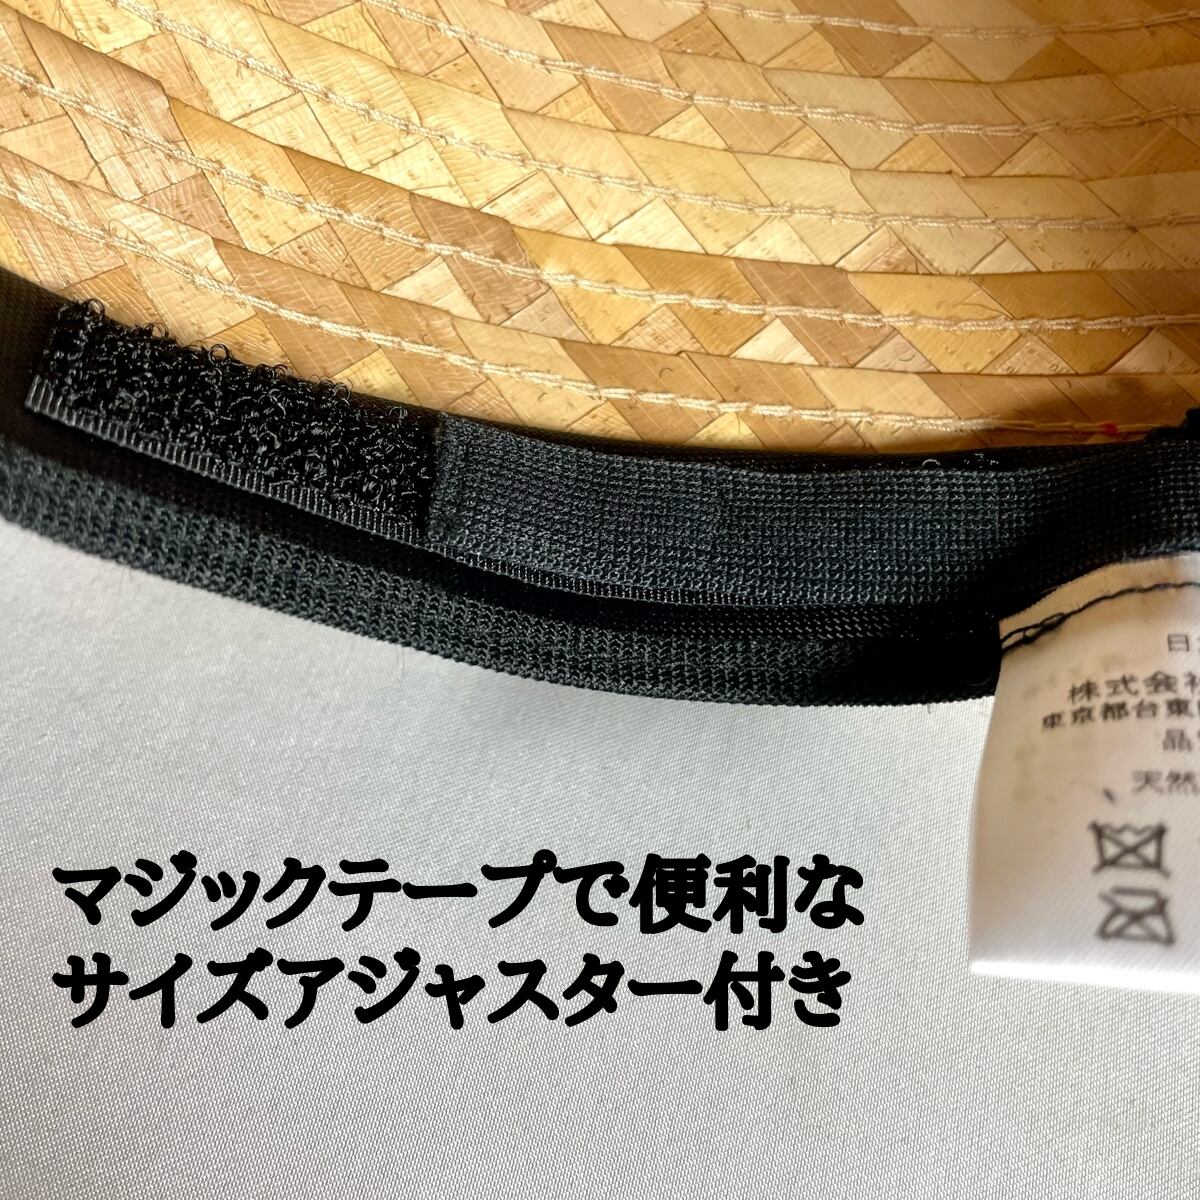 日
株式会社
東京都台東
品
天然
マジックテープで便利な
サイズアジャスター付き